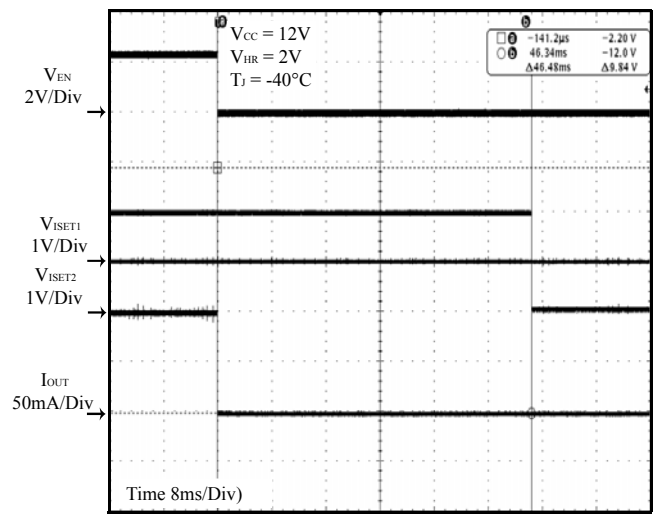 VCC = 12V
VHR = 2V
TJ = -40°C
a -141.2µs -2.20 V
b 46.34ms -12.0 V
Δ46.48ms Δ9.84 V
VEN
2V/Div
VISET1
1V/Div
VISET2
1V/Div
IOUT
50mA/Div
Time 8ms/Div)